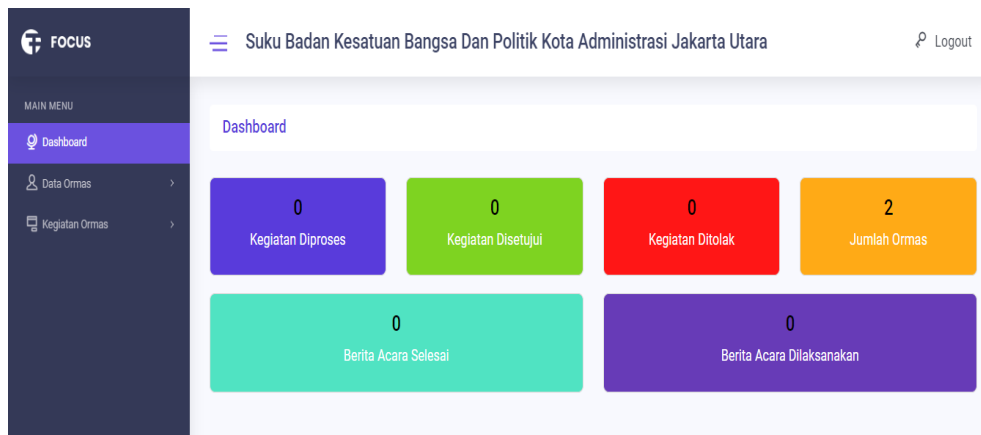 FOCUS
Suku Badan Kesatuan Bangsa Dan Politik Kota Administrasi Jakarta Utara
Logout
MAIN MENU
Dashboard
Data Ormas
Kegiatan Ormas
Dashboard
0
Kegiatan Diproses
0
Kegiatan Disetujui
0
Kegiatan Ditolak
2
Jumlah Ormas
0
Berita Acara Selesai
0
Berita Acara Dilaksanakan